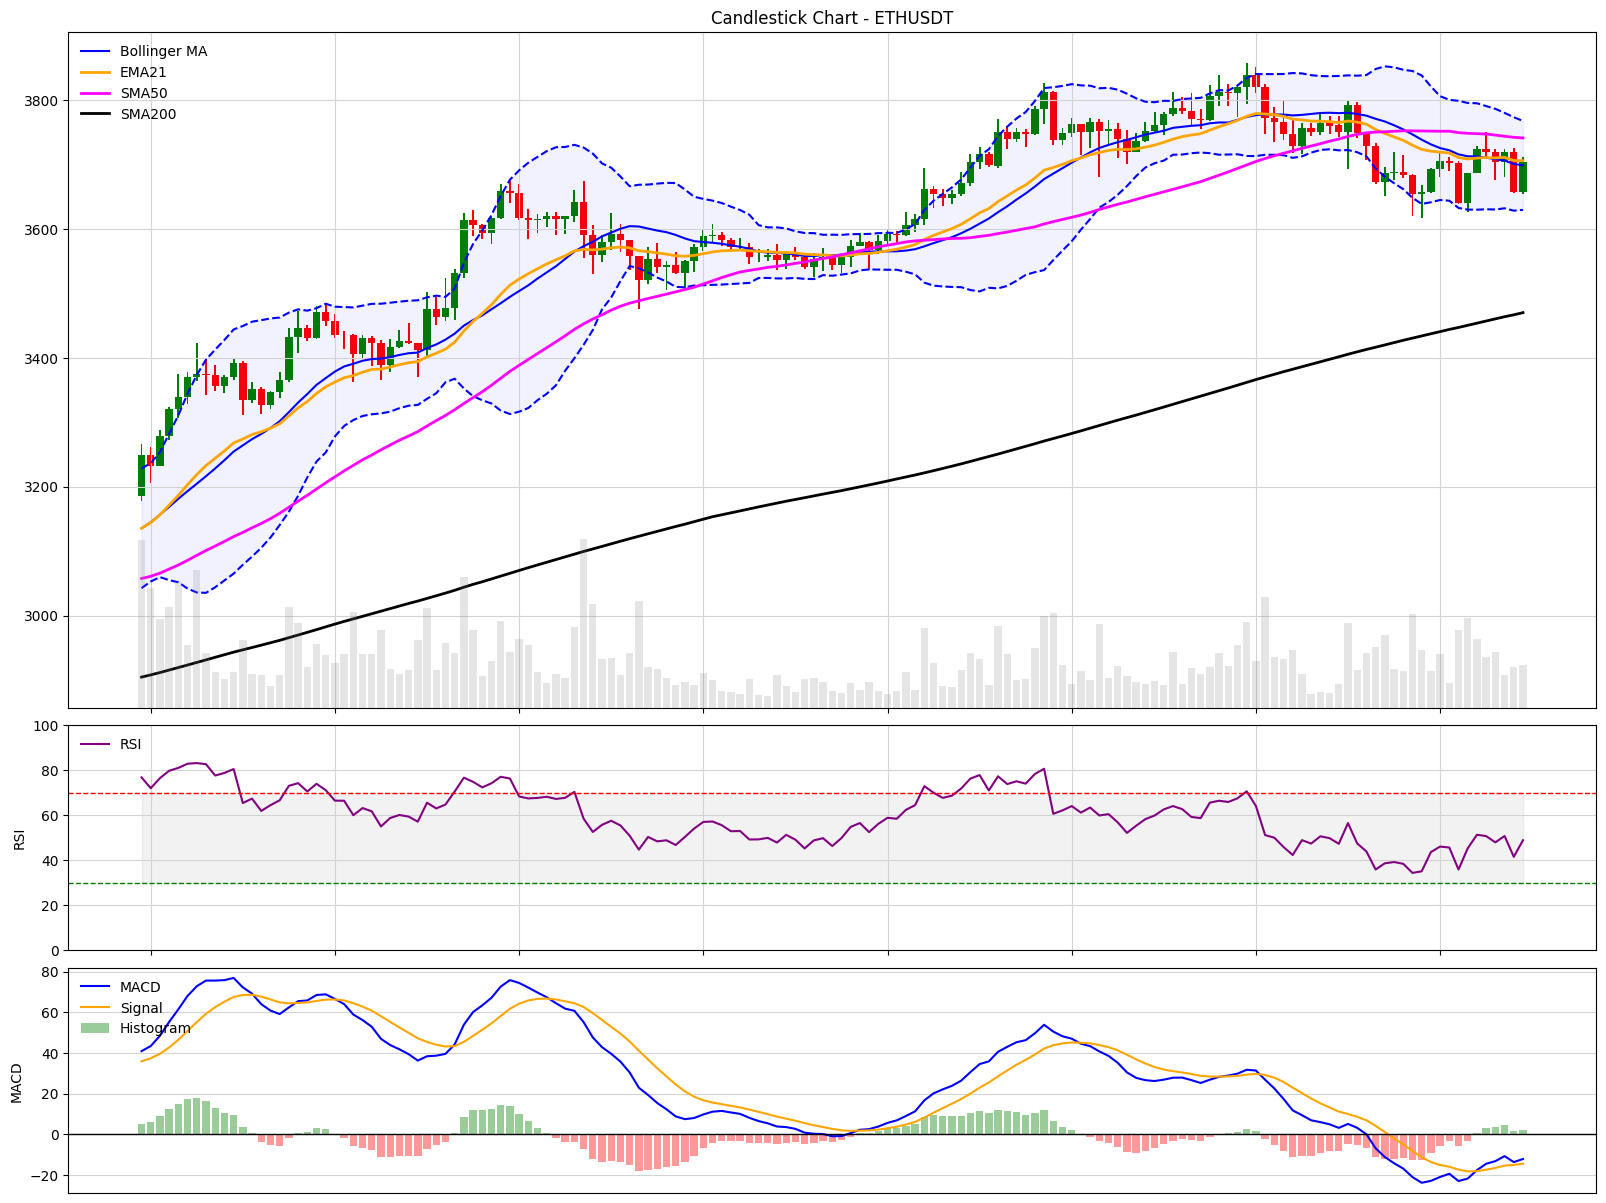 Candlestick Chart - ETHUSDT
Bollinger MA
EMA21
SMA50
SMA200
3800
3600
3400
3200
3000
RSI
100
80
60
40
20
0
RSI
MACD
Signal
Histogram
80
60
40
20
0
−20
MACD